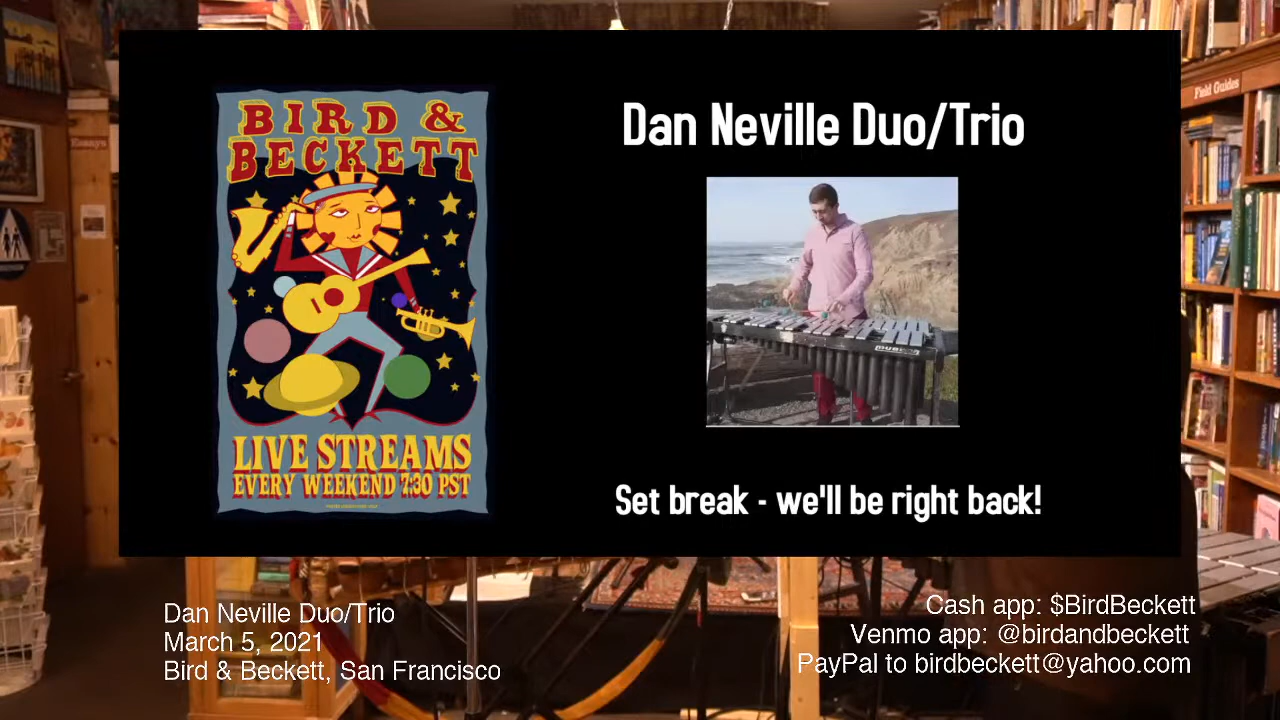 BIRD &
BECKETT
LIVE STREAMS
EVERY WEEKEND 7:30 PST
Dan Neville Duo/Trio
Set break - we'll be right back!
Field Guides
Essays
Dan Neville Duo/Trio
March 5, 2021
Bird & Beckett, San Francisco
Cash app: $BirdBeckett
Venmo app: @birdandbeckett
PayPal to birdbeckett@yahoo.com